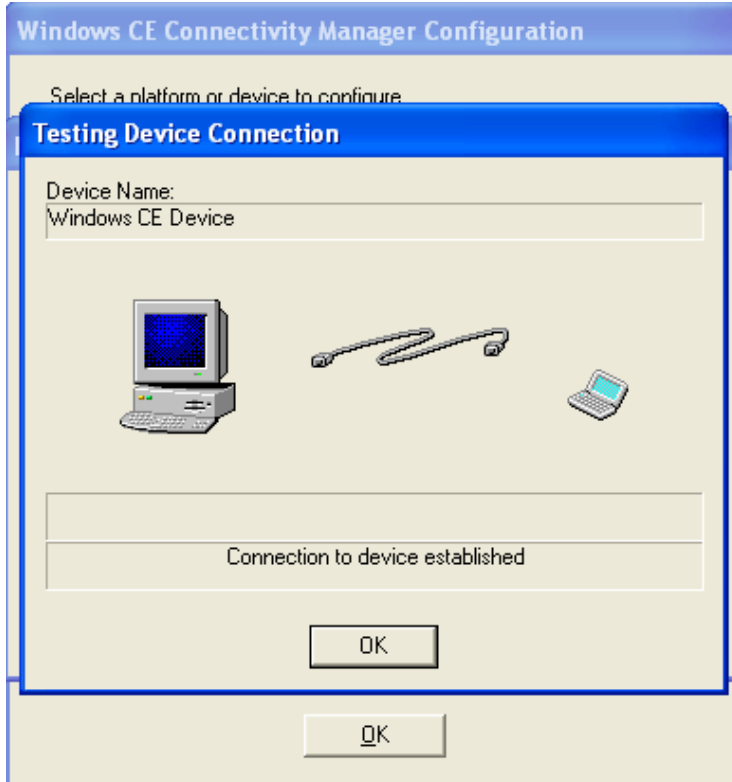 Windows CE Connectivity Manager Configuration
Select a platform or device to configure
Testing Device Connection
Device Name:
Windows CE Device
Connection to device established
OK
OK